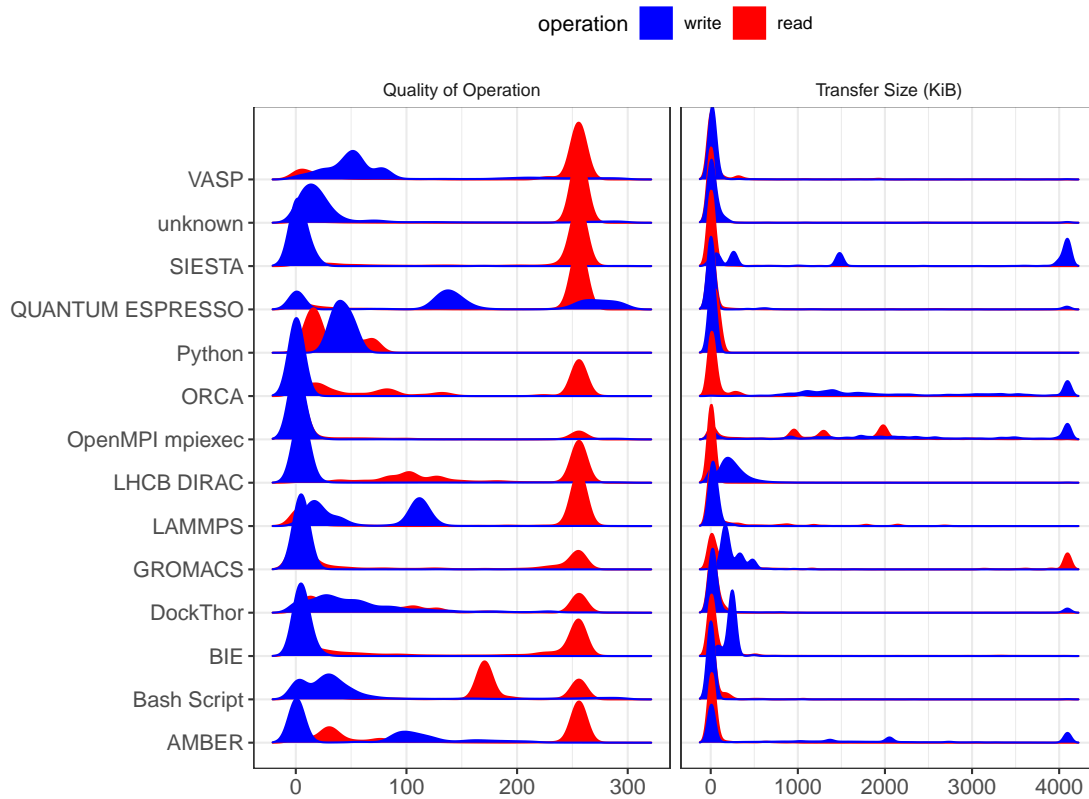 operation write read
Quality of Operation Transfer Size (KiB)
VASP
unknown
SIESTA
QUANTUM ESPRESSO
Python
ORCA
OpenMPI mpiexec
LHCB DIRAC
LAMMPS
GROMACS
DockThor
BIE
Bash Script
AMBER
0 100 200 300 0 1000 2000 3000 4000